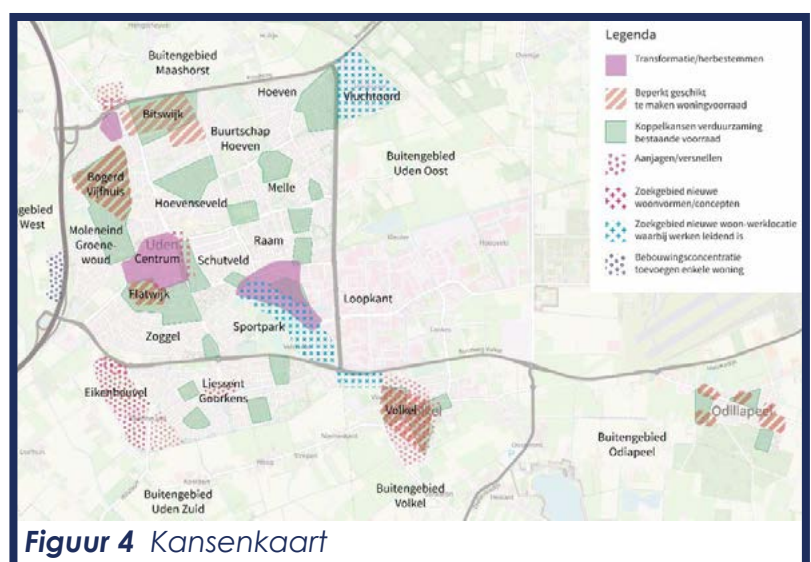 Buitengebied
Maashorst
Hoeven
Vluchtoord
Bitswijk
Buurtschap
Hoeven
Buitengebied
Uden Oost
Bogerd
Vijfhuis
Melle
gebied
West
Hoevenseveld
Moleneind
Groene-
woud
Uden
Centrum
Raam
Schutveld
Flatwijk
Loopkant
Sportpark
Zoggel
Eikenheuvel
Liessent
Goorkens
Volkel
Odiliapeel
Buitengebied
Odiapeel
Buitengebied
Uden Zuid
Buitengebied
Volkel
Legenda
Transformatie/herbestemmen
Beperkt geschikt
te maken woningvoorraad
Koppelkansen verduurzaming
bestaande voorraad
Aanjagen/versnellen
Zoekgebied nieuwe
woonvormen/concepten
Zoekgebied nieuwe woon-werklocatie
waarbij werken leidend is
Bebouwingsconcentratie
toevoegen enkele woning
Figuur 4 Kansenkaart